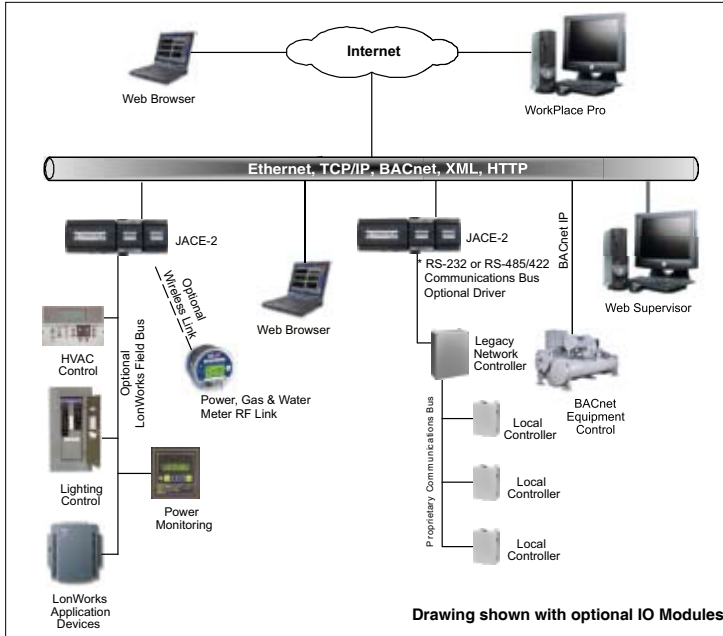 Internet
Web Browser
WorkPlace Pro
Ethernet, TCP/IP, BACnet, XML, HTTP
JACE-2
Optional
Wireless Link
HVAC
Control
Optional
LonWorks Field Bus
Power, Gas & Water
Meter RF Link
Lighting
Control
Power
Monitoring
LonWorks
Application
Devices
Web Browser
JACE-2
* RS-232 or RS-485/422
Communications Bus
Optional Driver
Legacy
Network
Controller
Proprietary Communications Bus
Local
Controller
Local
Controller
Local
Controller
BACnet IP
BACnet
Equipment
Control
Web Supervisor
Drawing shown with optional IO Modules